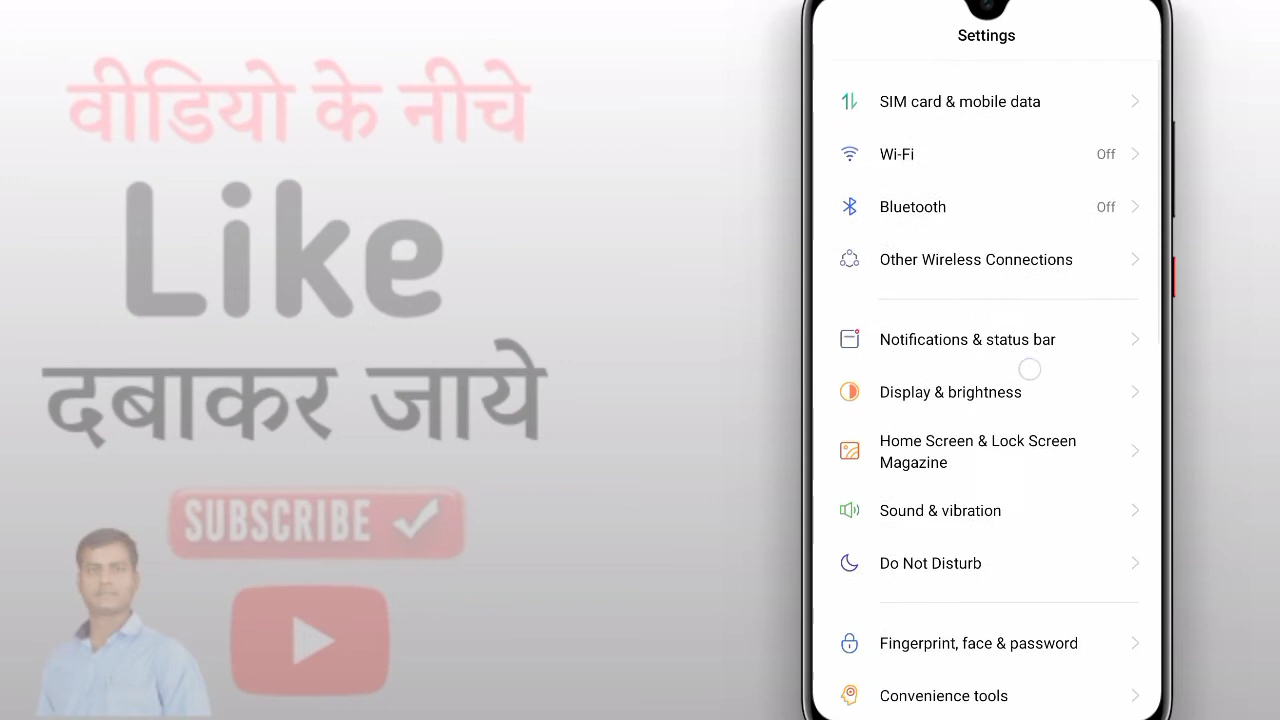 वीडियो के नीचे
Like
दबाकर जाये
SUBSCRIBE
Settings
SIM card & mobile data
Wi-Fi Off
Bluetooth Off
Other Wireless Connections
Notifications & status bar
Display & brightness
Home Screen & Lock Screen
Magazine
Sound & vibration
Do Not Disturb
Fingerprint, face & password
Convenience tools